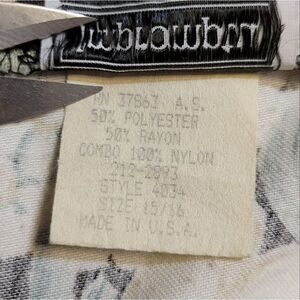 RN 37863 A.S.
50% POLYESTER
50% RAYON
COMBO 100% NYLON
212-2093
STYLE 4034
SIZE 15/16
MADE IN U.S.A.